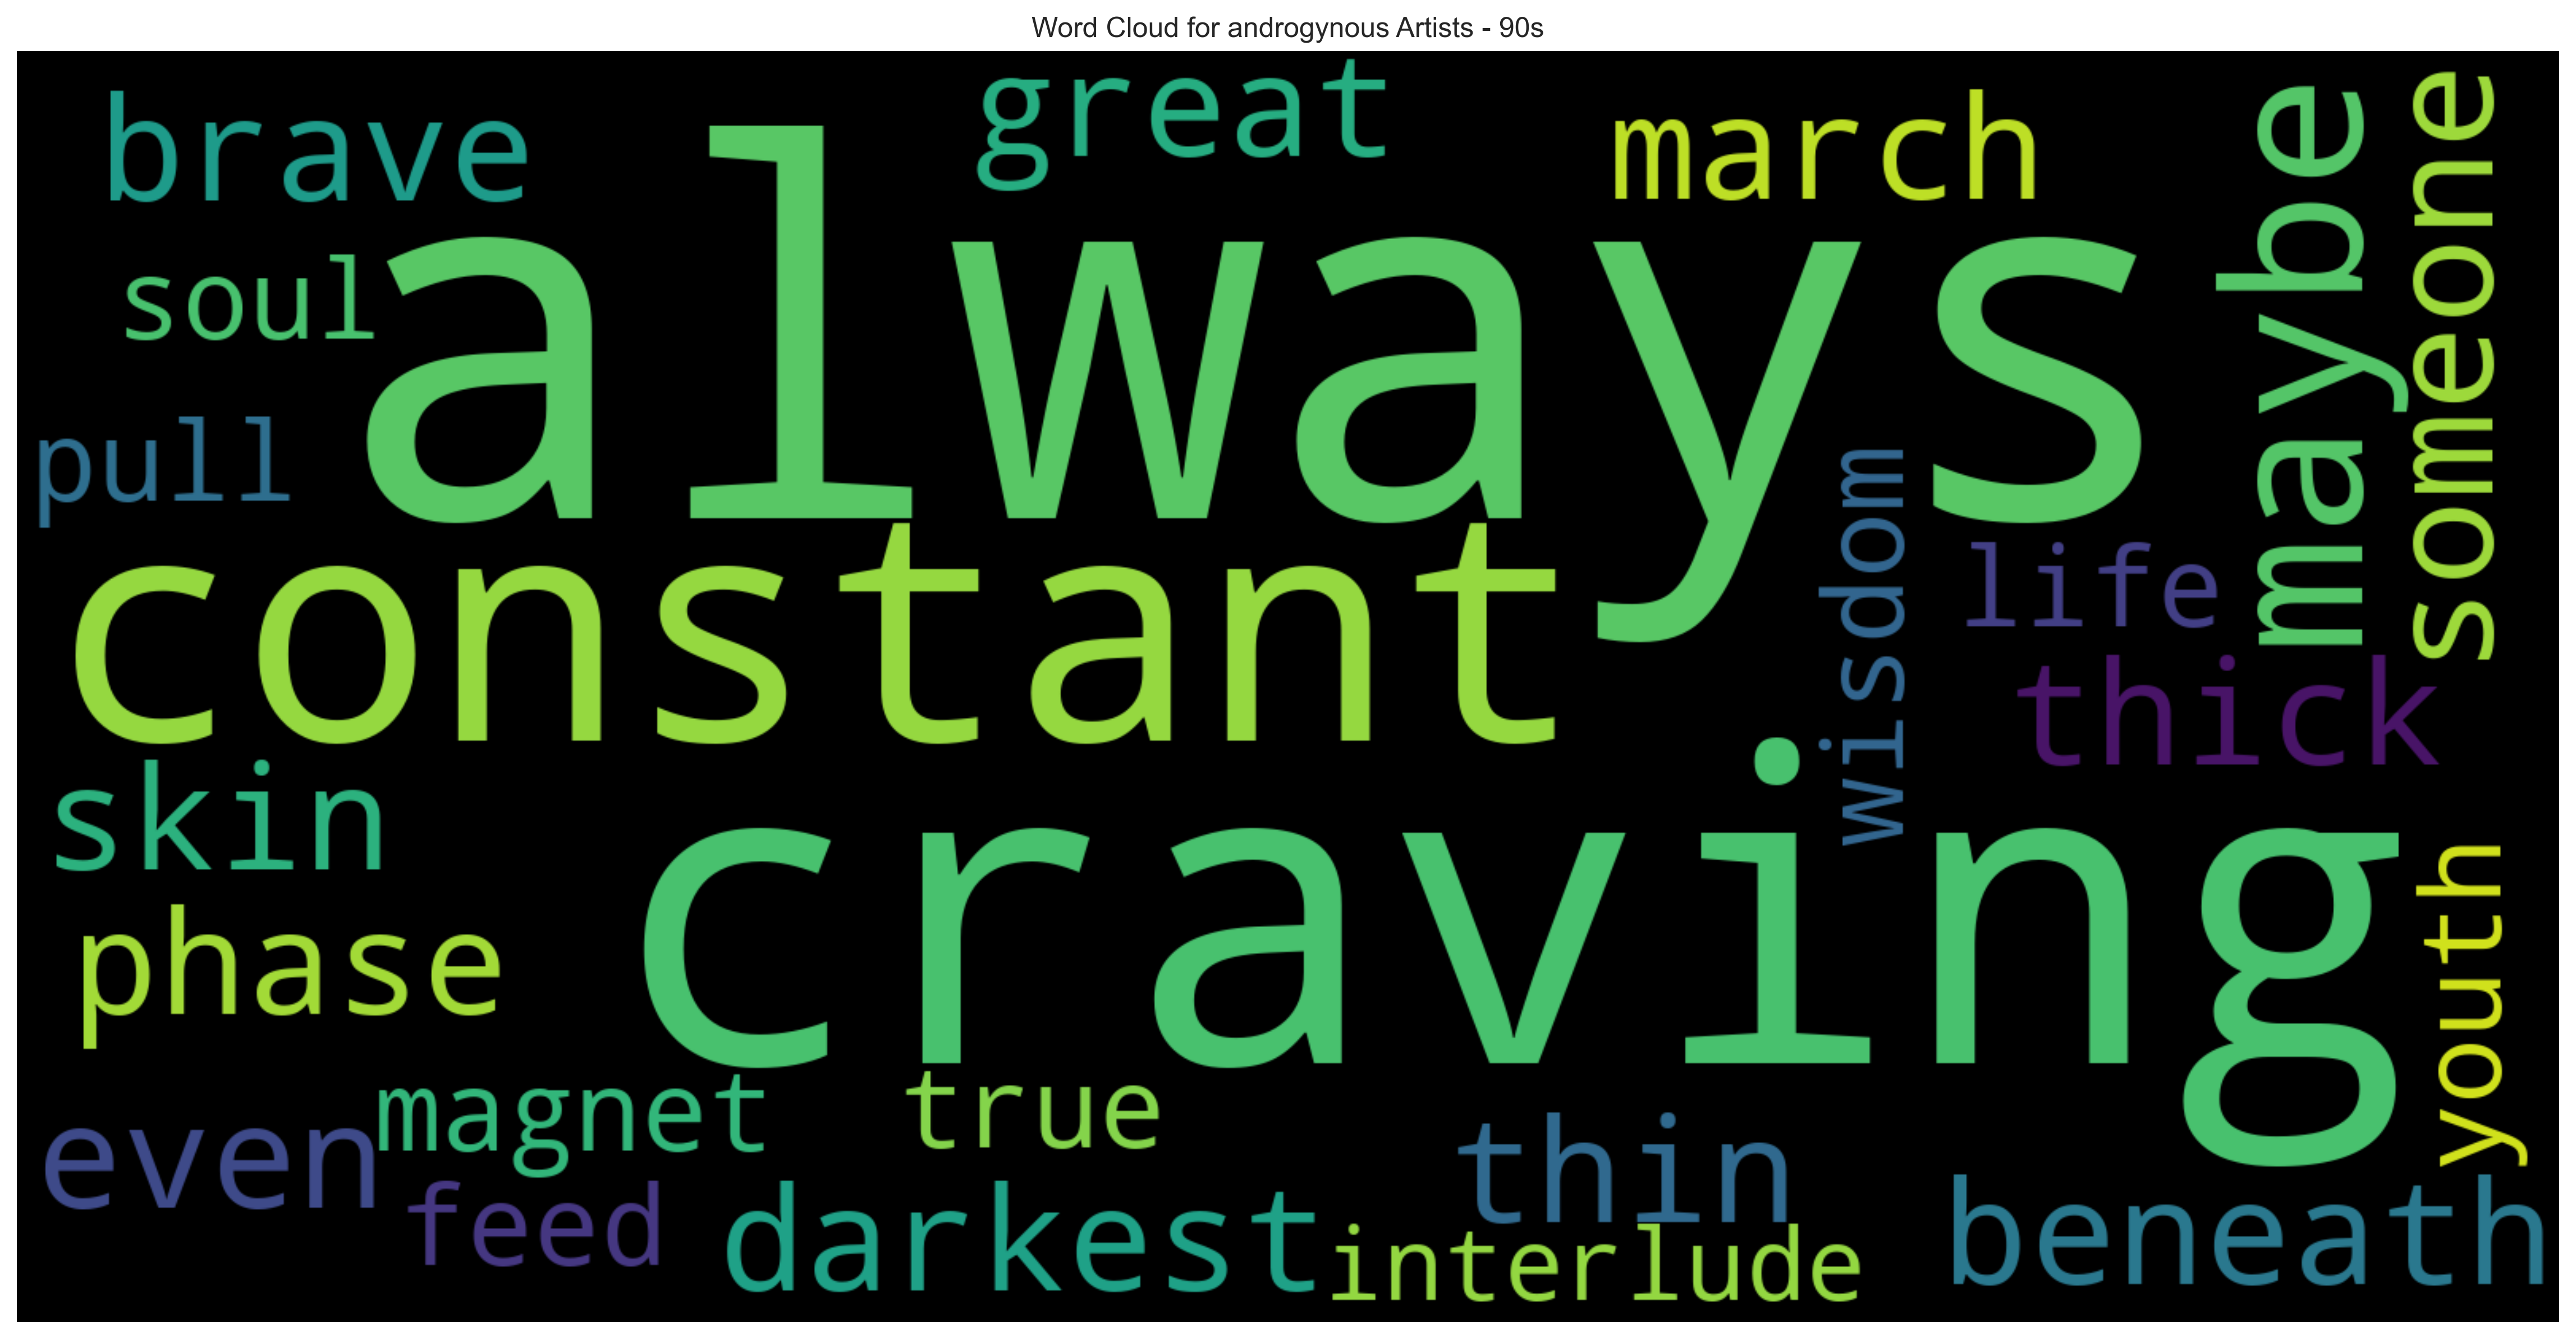 Word Cloud for androgynous Artists - 90s
brave
great
march
maybe
someone
always
soul
pull
constant
wisdom
life
thick
skin
craving
youth
phase
magnet
true
even
feed
darkest
thin
interlude
beneath